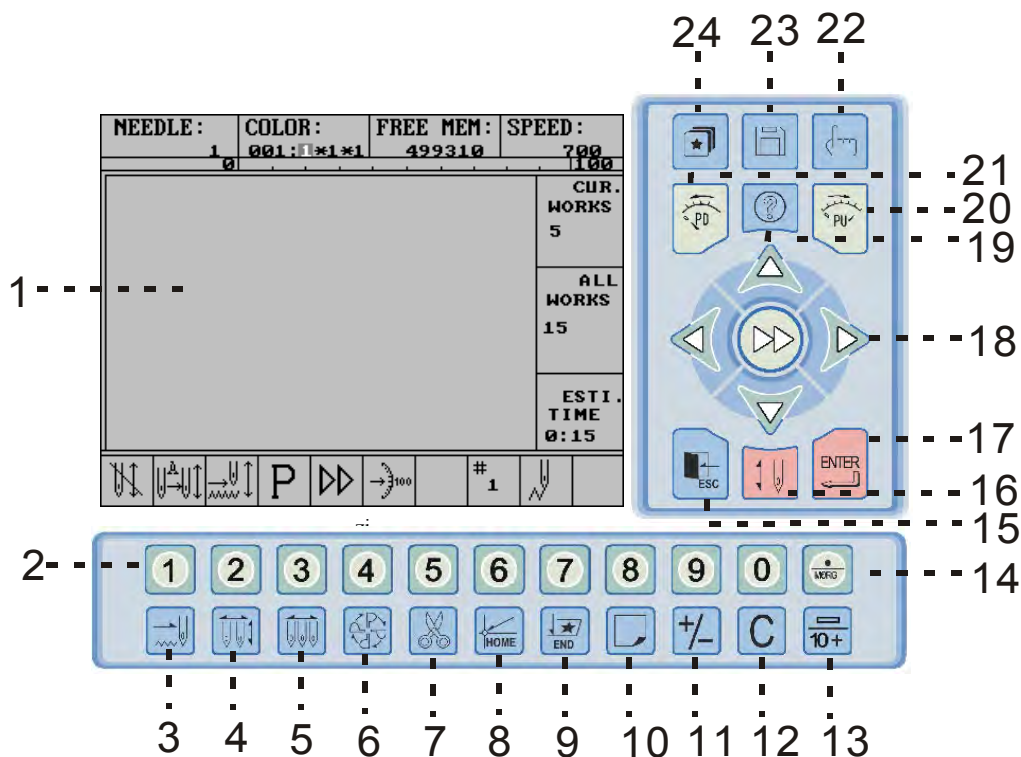 24 23 22
NEEDLE: COLOR: FREE MEM: SPEED:
1 001:1*1*1 499310 700
0 100
21
CUR.
WORKS
5
PD ? PU
20
19
1
ALL
WORKS
15
18
ESTI.
TIME
0:15
17
ESC ENTER
P 100 # 1
A
16
15
2
1 2 3 4 5 6 7 8 9 0 MORG
14
HOME END +/- C 10+
3 4 5 6 7 8 9 10 11 12 13